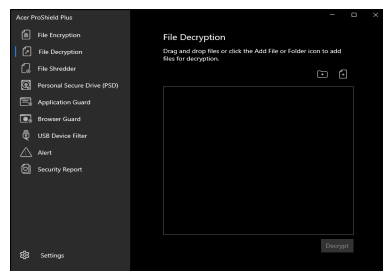 Acer ProShield Plus
File Encryption
File Decryption
File Shredder
Personal Secure Drive (PSD)
Application Guard
Browser Guard
USB Device Filter
Alert
Security Report
Settings
File Decryption
Drag and drop files or click the Add File or Folder icon to add
files for decryption.
Decrypt